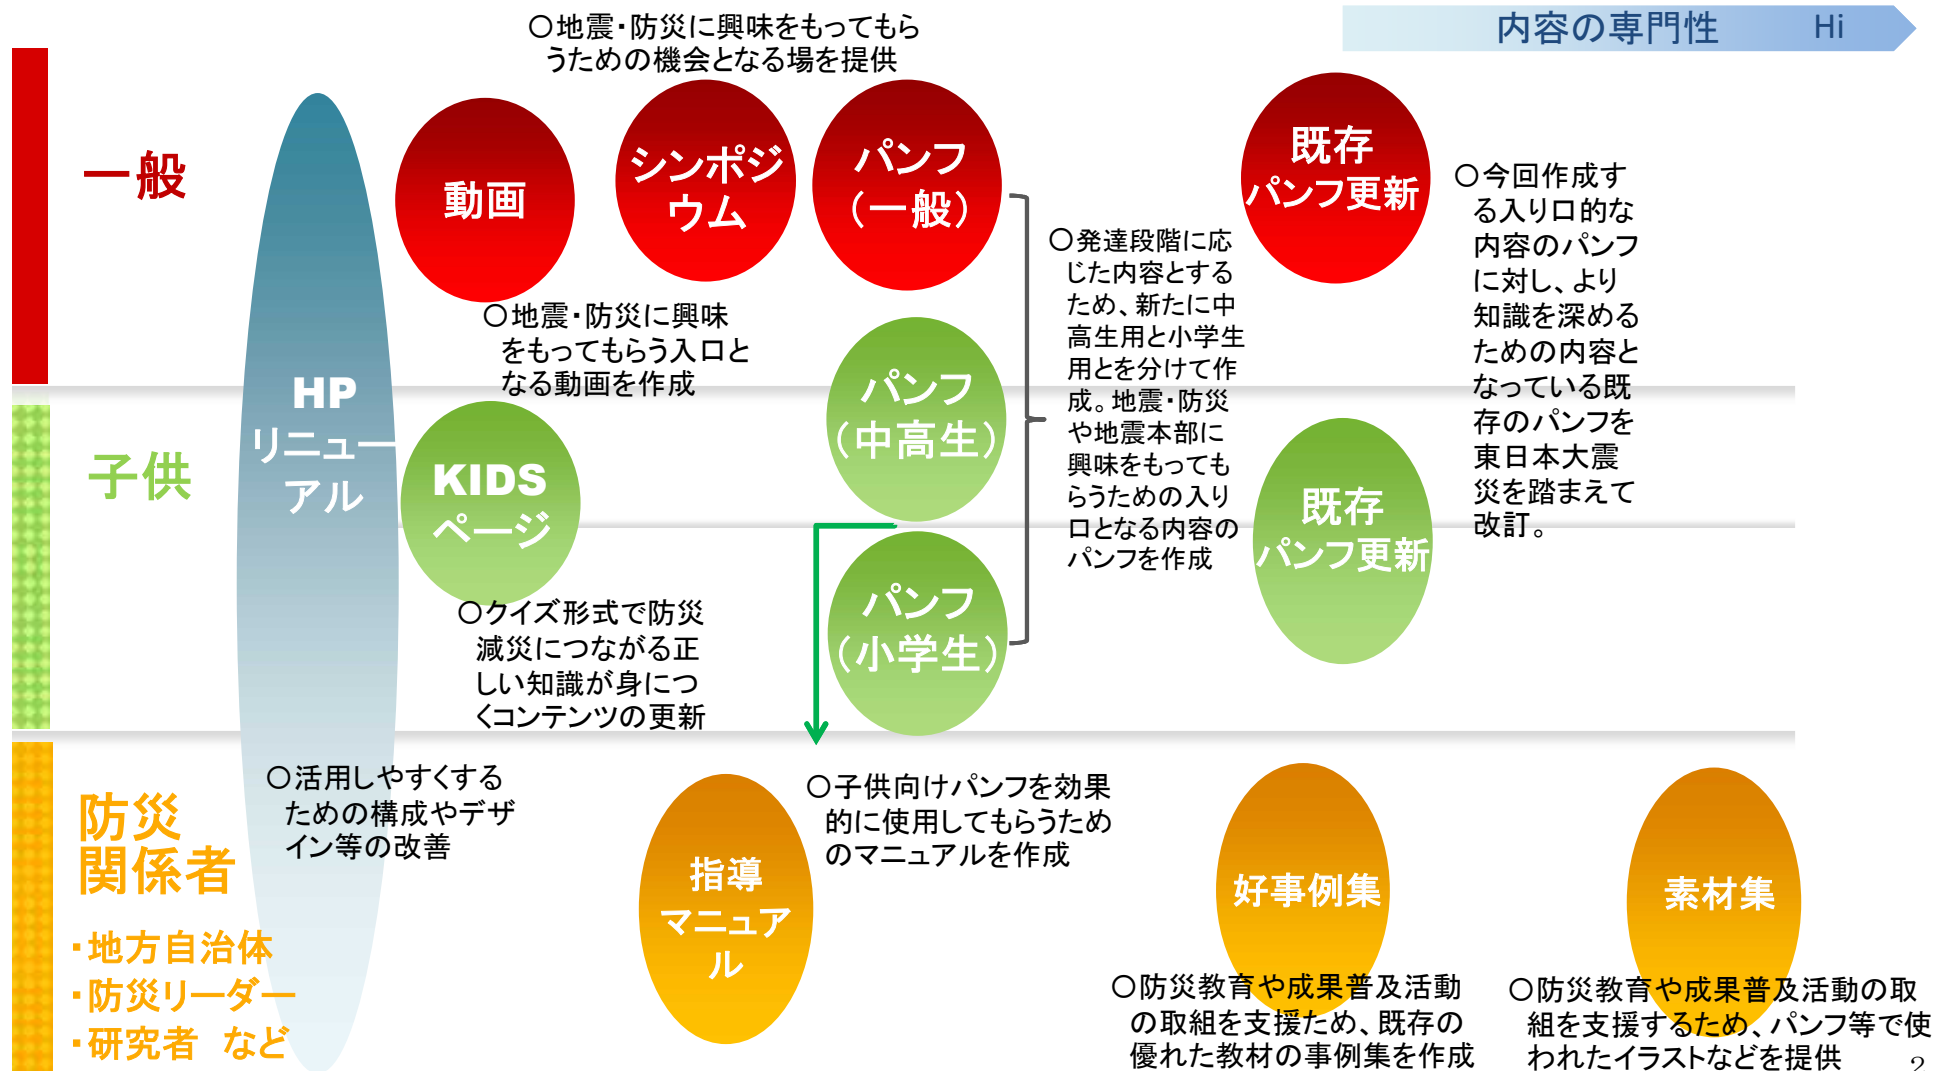 〇地震・防災に興味をもってもら
うための機会となる場を提供
内容の専門性 Hi
一般
動画
シンポジ
ウム
パンフ
（一般）
既存
パンフ更新
〇今回作成す
る入り口的な
内容のパンフ
に対し、より
知識を深める
ための内容と
なっている既
存のパンフを
東日本大震
災を踏まえて
改訂。
〇発達段階に応
じた内容とする
ため、新たに中
高生用と小学生
用とを分けて作
成。地震・防災
や地震本部に
興味をもっても
らうための入り
口となる内容の
パンフを作成
〇地震・防災に興味
をもってもらう入口と
なる動画を作成
HP
リニュー
アル
子供
KIDS
ページ
パンフ
（中高生）
既存
パンフ更新
パンフ
（小学生）
〇クイズ形式で防災
減災につながる正
しい知識が身につ
くコンテンツの更新
防災
関係者
・地方自治体
・防災リーダー
・研究者 など
〇活用しやすくする
ための構成やデザ
イン等の改善
指導
マニュア
ル
〇子供向けパンフを効果
的に使用してもらうため
のマニュアルを作成
好事例集
〇防災教育や成果普及活動
の取組を支援ため、既存の
優れた教材の事例集を作成
素材集
〇防災教育や成果普及活動の取
組を支援するため、パンフ等で使
われたイラストなどを提供
2